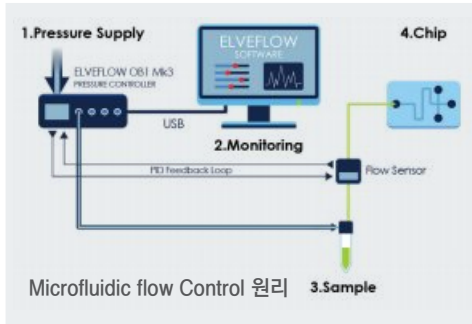 1.Pressure Supply
ELVEFLOW
SOFTWARE
4.Chip
ELVEFLOW OB1 Mk3
PRESSURE CONTROLLER
USB
2.Monitoring
PID Feedback Loop
Flow Sensor
Microfluidic flow Control 원리
3.Sample